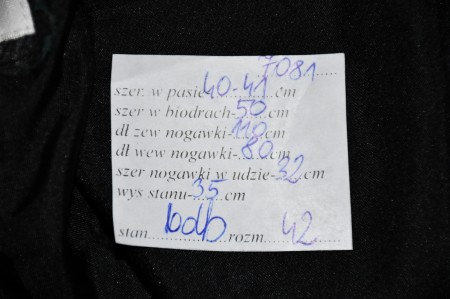 7081
szer. w pasie 40-41 cm
szer w biodrach-50 cm
dł zew nogawki-110 cm
dł wew nogawki-80 cm
szer nogawki w udzie-32 cm
wys stanu-35 cm
stan bdb rozm 42